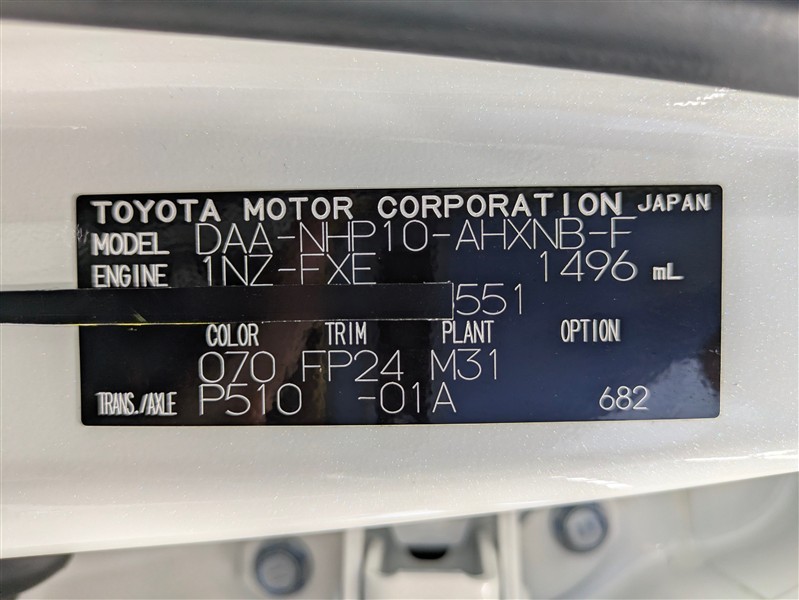 TOYOTA MOTOR CORPORATION JAPAN
MODEL DAA-NHP10-AHXNB-F
ENGINE 1NZ-FXE 1496 mL
551
COLOR TRIM PLANT OPTION
070 FP24 M31
TRANS./AXLE P510 -01A 682